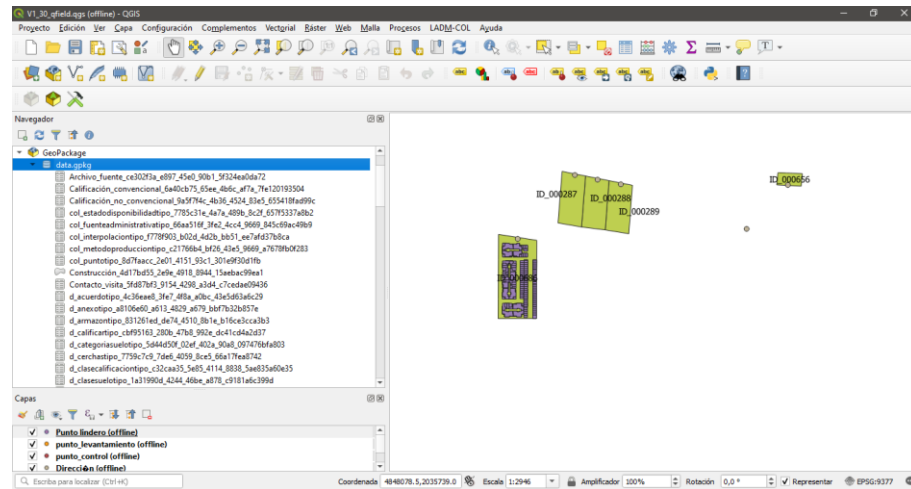 V1_30_qfield.qgs (offline) - QGIS
Proyecto Edición Ver Capa Configuración Complementos Vectorial Ráster Web Malla Procesos LADM-COL Ayuda
Navegador
GeoPackage
data.gpkg
Archivo_fuente_ce302f3a_e897_45e0_90b1_5f324ea0da72
Calificación_convencional_6a40cb75_65ee_4b6c_af7a_7fe120193504
Calificación_no_convencional_9a5f7f4c_4b36_4524_83e5_655418fad99c
col_estadodisponibilidadtipo_7785c31e_4a7a_489b_8c2f_657f5337a8b2
col_fuenteadministrativatipo_66aa516f_3fe2_4cc4_9669_845c69ac49b9
col_interpolaciontipo_f778f903_b02d_4d2b_bb51_ee7afd37b8ca
col_metodoproducciontipo_c21766b4_bf26_43e5_9669_a7678fb0f283
col_puntotipo_8d7faacc_2e01_4151_93c1_301e9f30d1fb
Construcción_4d17bd55_2e9e_4918_8944_15aebac99ea1
Contacto_visita_5fd87bf3_9154_4298_a3d4_c7cedae09436
d_acuerdotipo_4c36eae8_3fe7_4f8a_a0bc_43e5d63a6c29
d_anexotipo_a8106e60_a613_4829_a679_bbf7b32b857e
d_armazontipo_831261ed_de74_4510_8b1e_b16ce3cca3b3
d_calificartipo_cbf95163_280b_47b8_992e_dc41cd4a2d37
d_categoriasuelotipo_5d44d50f_02ef_402a_90a8_097476bfa803
d_cerchastipo_7759c7c9_7de6_4059_8ce5_66a17fea8742
d_clasecalificaciontipo_c32caa35_5e85_4114_8838_5ae835a60e35
d_clasesuelotipo_1a31990d_4244_46be_a878_c9181a6c399d
ID_000287
ID_000288
ID_000289
ID_000656
Capas
Punto lindero (offline)
punto_levantamiento (offline)
punto_control (offline)
Direcci�n (offline)
Escriba para localizar (Ctrl+K)
Coordenada 4848078.5,2035739.0 Escala 1:2946 Amplificador 100% Rotación 0,0 ° Representar EPSG:9377